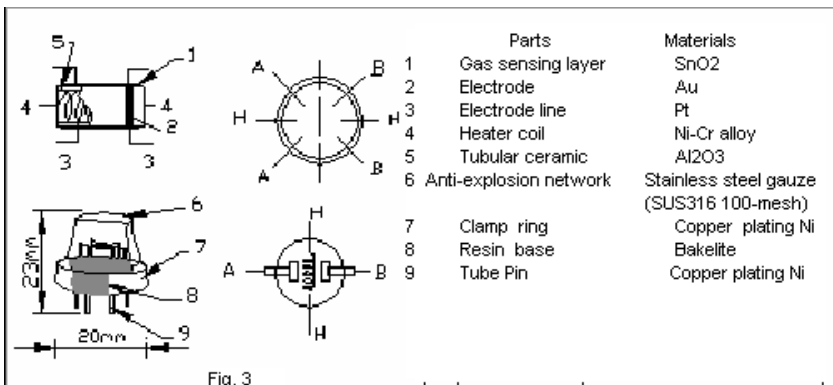 Parts Materials
1 Gas sensing layer SnO2
2 Electrode Au
3 Electrode line Pt
4 Heater coil Ni-Cr alloy
5 Tubular ceramic Al2O3
6 Anti-explosion network Stainless steel gauze
(SUS316 100-mesh)
7 Clamp ring Copper plating Ni
8 Resin base Bakelite
9 Tube Pin Copper plating Ni
5 1
4 4
2
3 3
A B
H H
A B
6
7
8
9
23mm
20mm
H
A B
H
Fig. 3